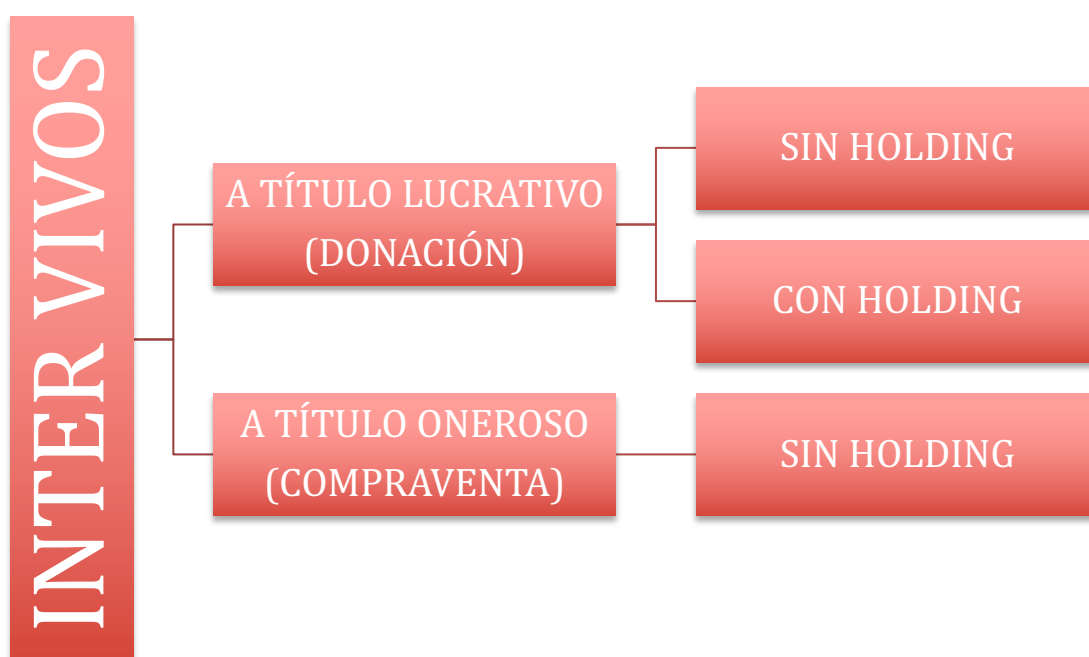 INTER VIVOS
A TÍTULO LUCRATIVO
(DONACIÓN)
SIN HOLDING
CON HOLDING
A TÍTULO ONEROSO
(COMPRAVENTA)
SIN HOLDING